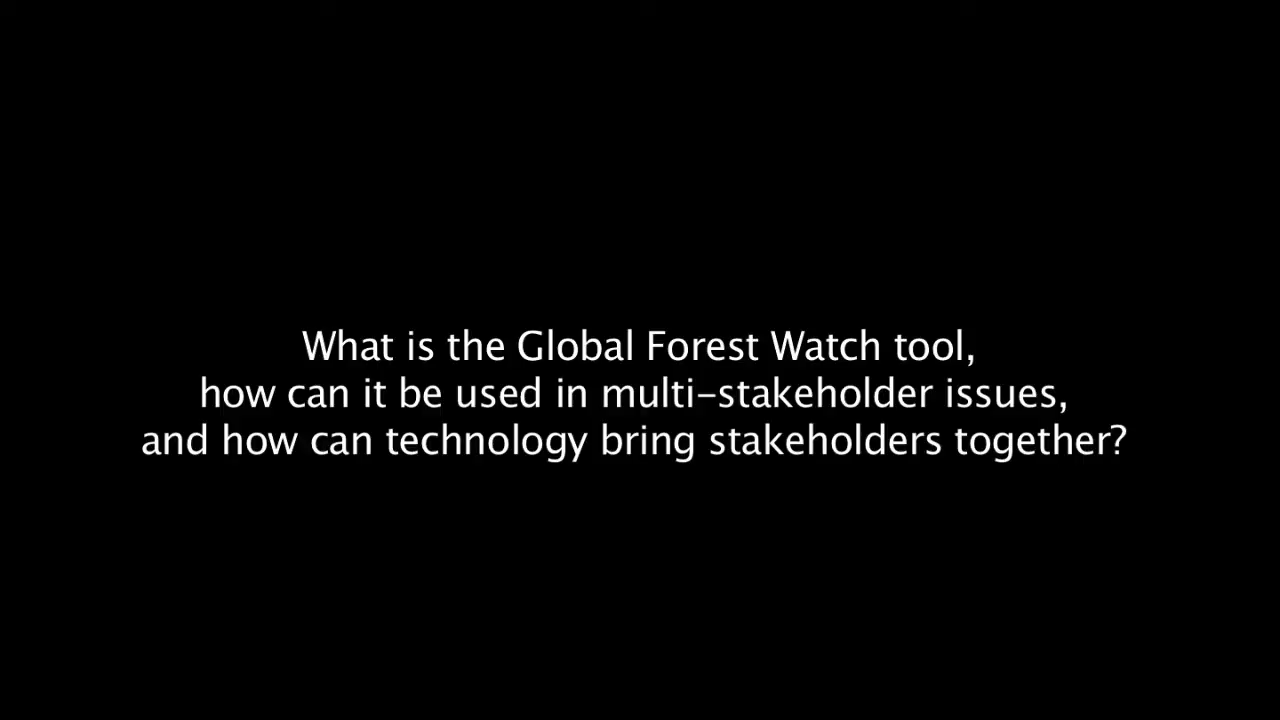 What is the Global Forest Watch tool,
how can it be used in multi-stakeholder issues,
and how can technology bring stakeholders together?